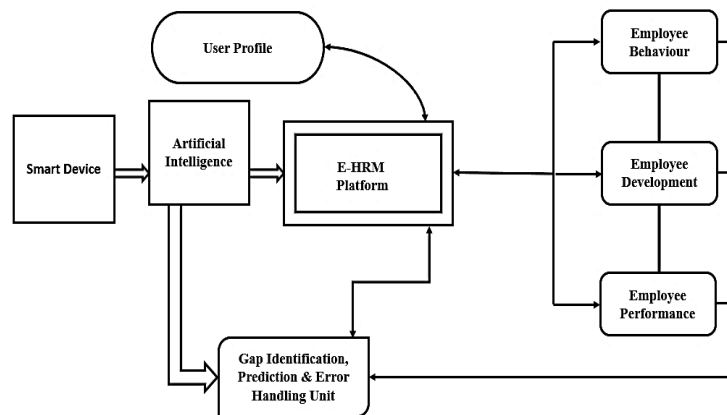 User Profile
Employee
Behaviour
Smart Device
Artificial
Intelligence
E-HRM
Platform
Employee
Development
Employee
Performance
Gap Identification,
Prediction & Error
Handling Unit